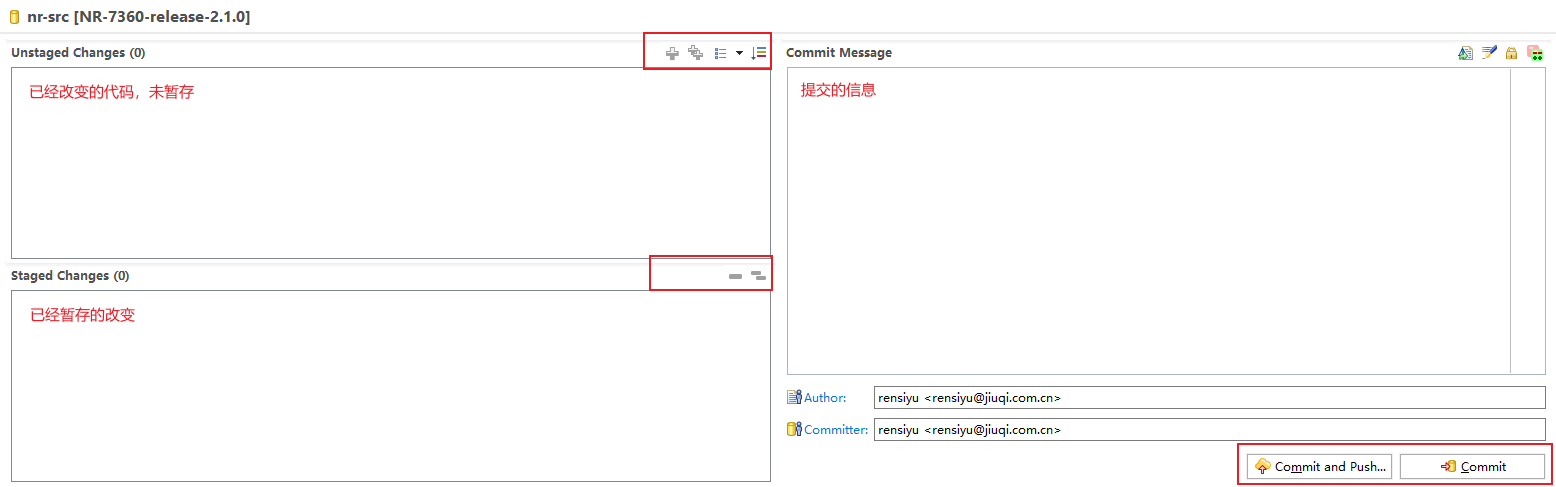 nr-src [NR-7360-release-2.1.0]
Unstaged Changes (0)
已经改变的代码，未暂存
Staged Changes (0)
已经暂存的改变
Commit Message
提交的信息
Author: rensiyu <rensiyu@jiuqi.com.cn>
Committer: rensiyu <rensiyu@jiuqi.com.cn>
Commit and Push... Commit